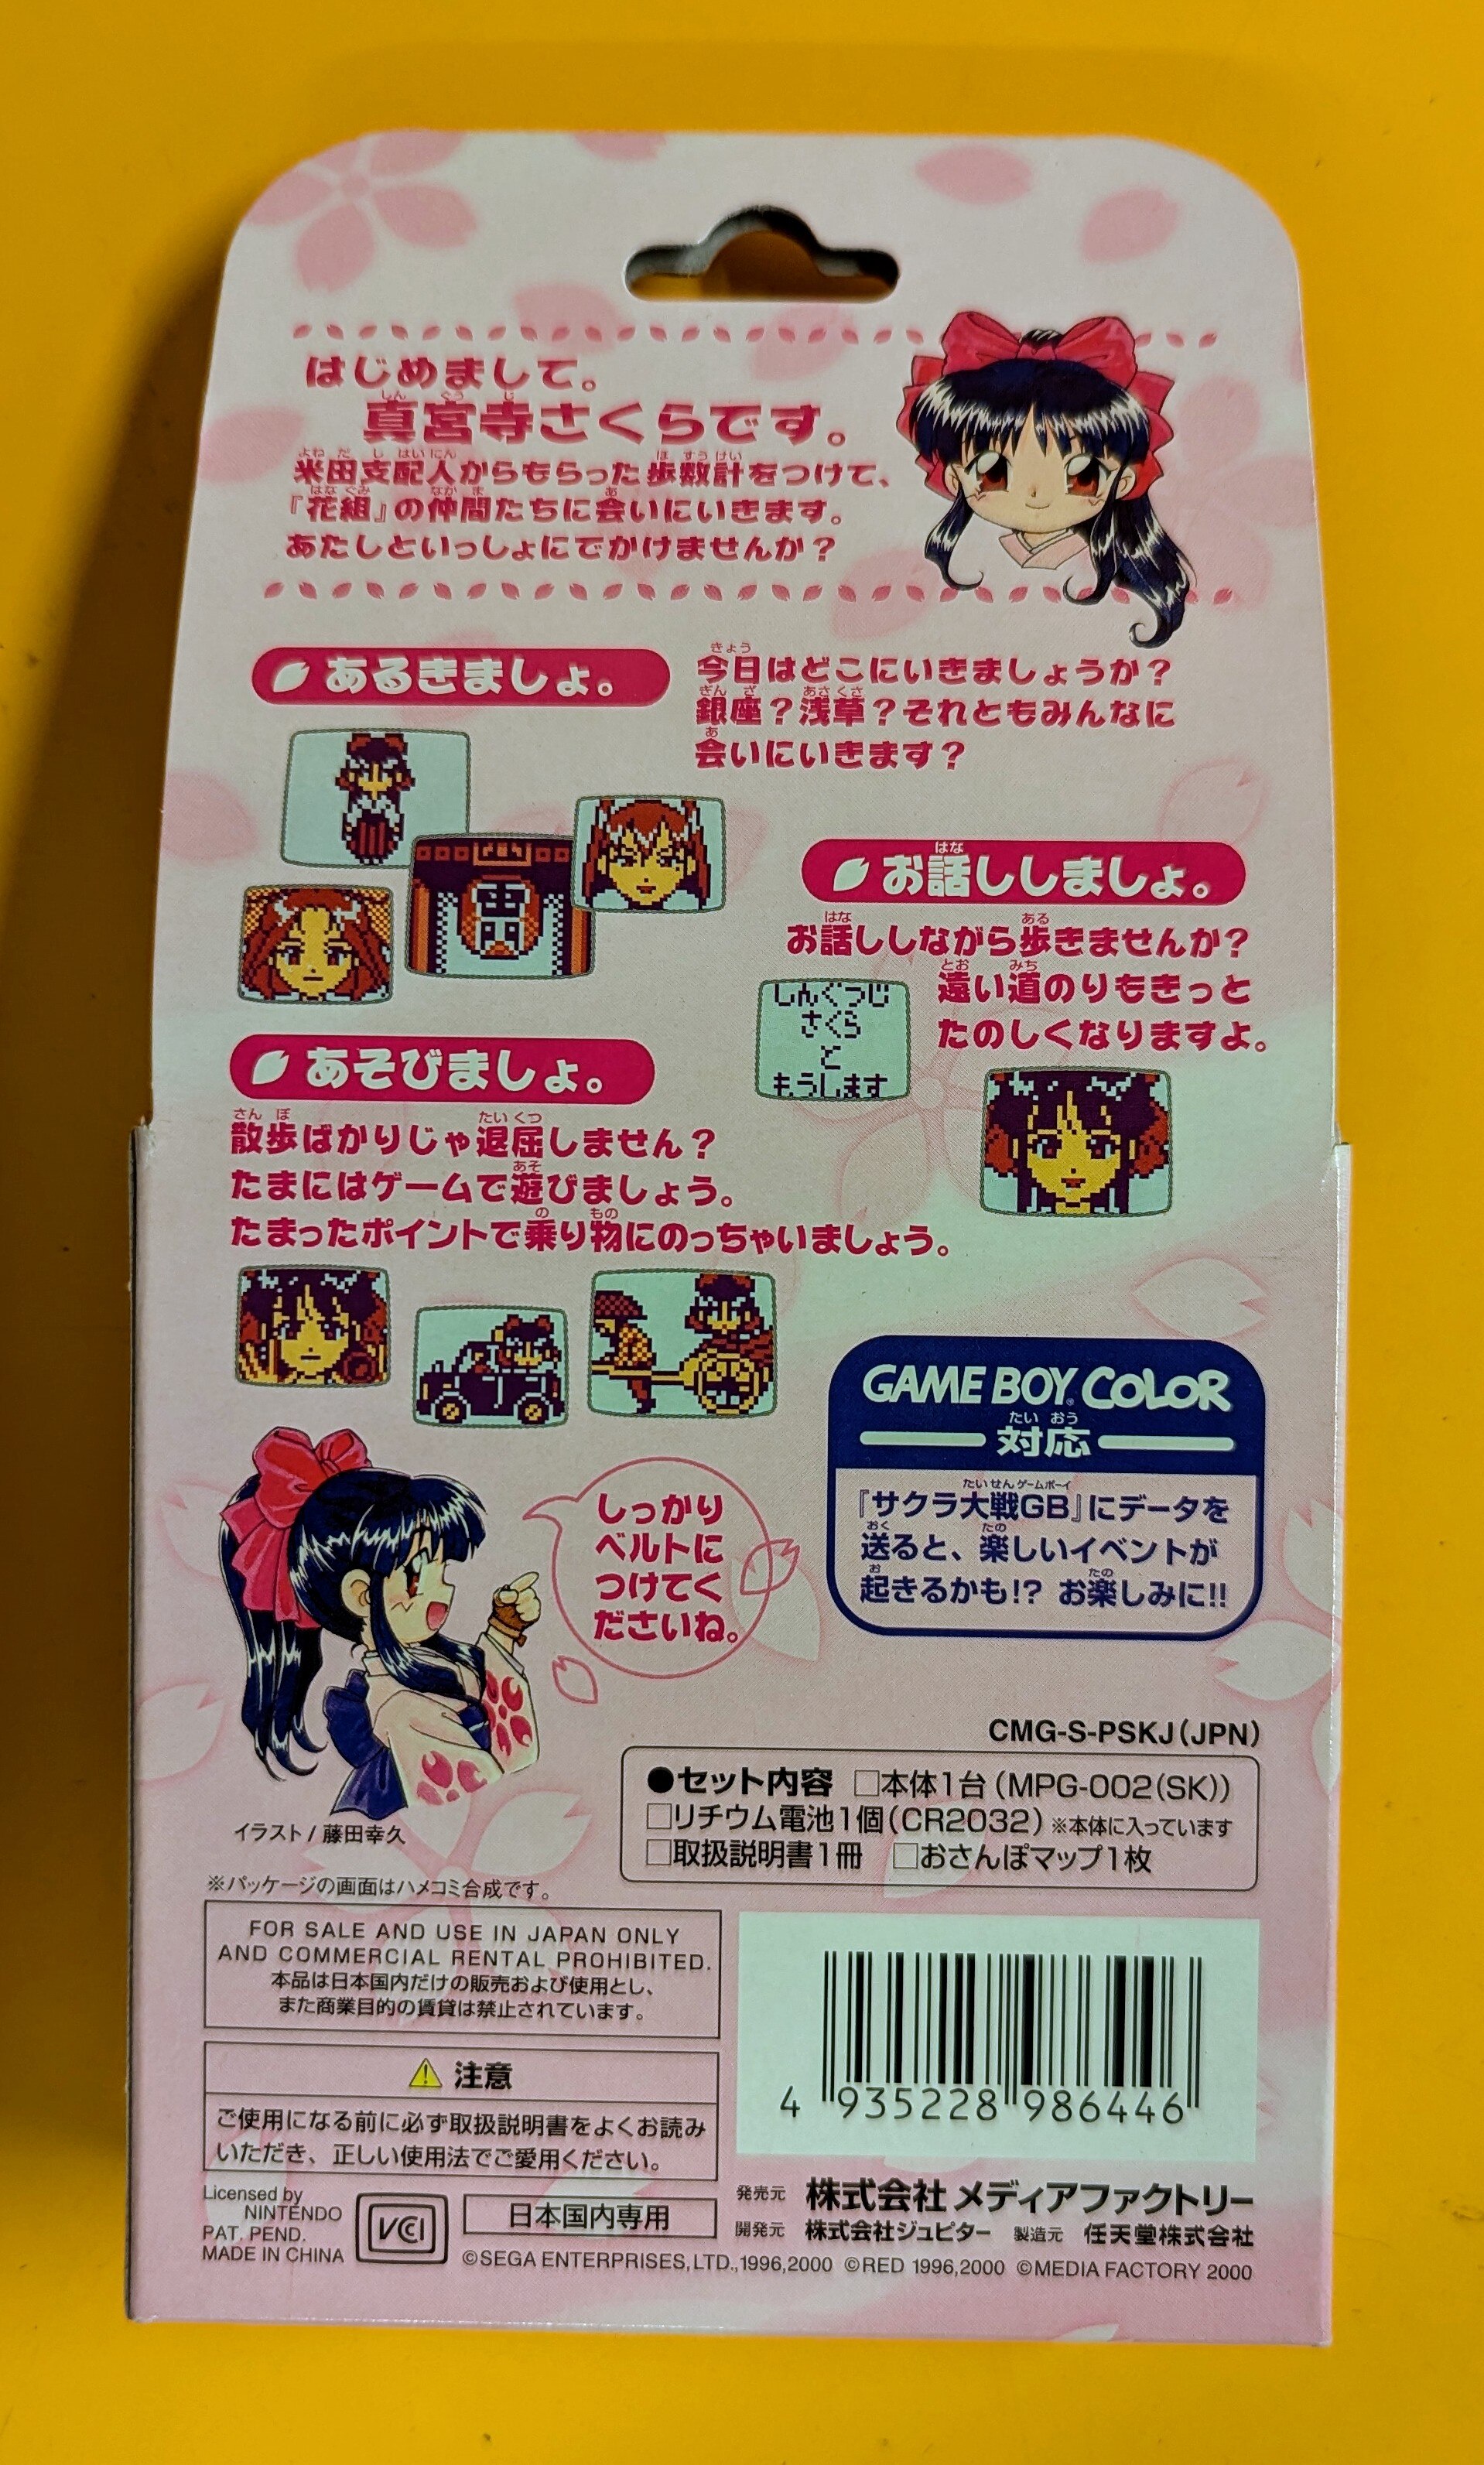 はじめまして。
真宮寺さくらです。
米田支配人からもらった歩数計をつけて、
『花組』の仲間たちに会いにいきます。
あたしといっしょにでかけませんか？
あるきましょ。
今日はどこにいきましょうか？
銀座？浅草？それともみんなに
会いにいきます？
雷門
お話ししましょ。
お話ししながら歩きませんか？
遠い道のりもきっと
たのしくなりますよ。
しんぐうじ
さくら
と
もうします
あそびましょ。
散歩ばかりじゃ退屈しません？
たまにはゲームで遊びましょう。
たまったポイントで乗り物にのっちゃいましょう。
GAME BOY COLOR
対応
『サクラ大戦GB』にデータを
送ると、楽しいイベントが
起きるかも!? お楽しみに!!
しっかり
ベルトに
つけてく
ださいね。
イラスト/藤田幸久
CMG-S-PSKJ(JPN)
●セット内容 □本体1台(MPG-002(SK))
□リチウム電池1個(CR2032)※本体に入っています
□取扱説明書1冊 □おさんぽマップ1枚
※パッケージの画面はハメコミ合成です。
FOR SALE AND USE IN JAPAN ONLY
AND COMMERCIAL RENTAL PROHIBITED.
本品は日本国内だけの販売および使用とし、
また商業目的の賃貸は禁止されています。
注意
ご使用になる前に必ず取扱説明書をよくお読み
いただき、正しい使用法でご愛用ください。
4 935228 986446
Licensed by
NINTENDO
PAT. PEND.
MADE IN CHINA
VCCI
日本国内専用
発売元 株式会社メディアファクトリー
開発元 株式会社ジュピター 製造元 任天堂株式会社
©SEGA ENTERPRISES,LTD.,1996,2000 ©RED 1996,2000 ©MEDIA FACTORY 2000